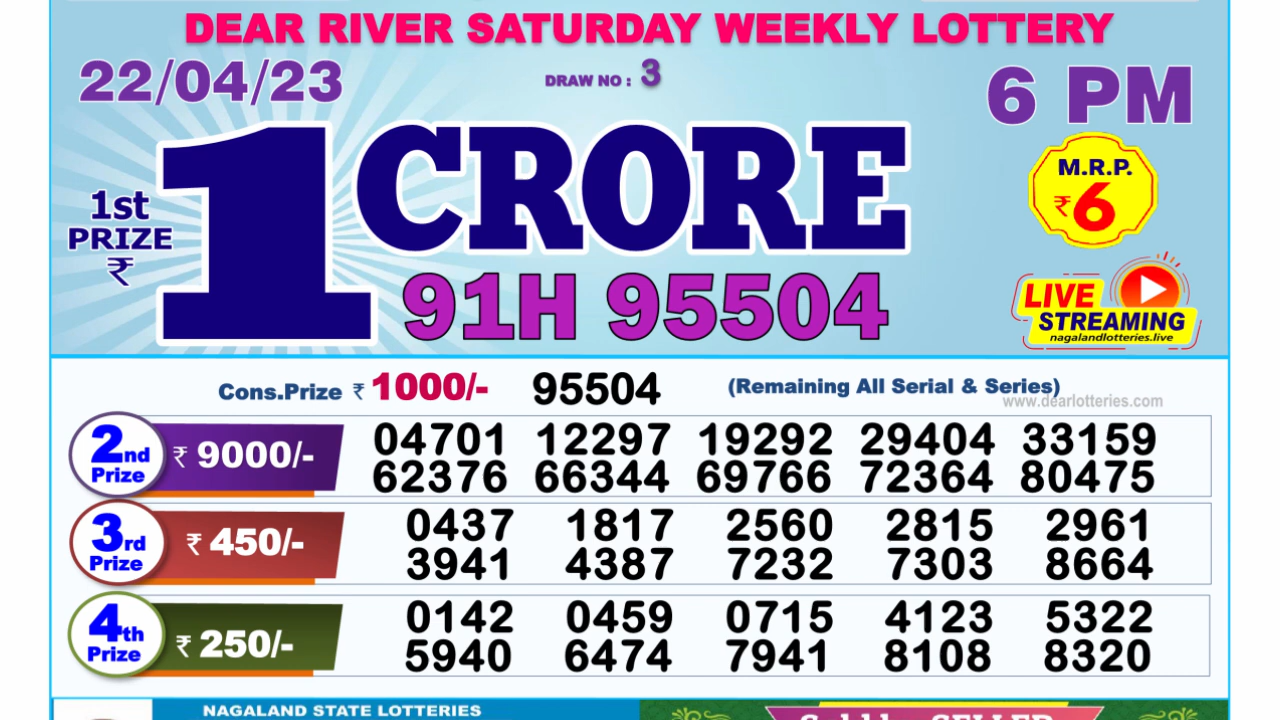 DEAR RIVER SATURDAY WEEKLY LOTTERY
22/04/23
DRAW NO : 3
6 PM
1st
PRIZE
₹
1 CRORE
91H 95504
M.R.P.
₹6
LIVE
STREAMING
nagalandlotteries.live
Cons.Prize ₹ 1000/- 95504 (Remaining All Serial & Series)
www.dearlotteries.com
2nd
Prize
₹ 9000/-
04701 12297 19292 29404 33159
62376 66344 69766 72364 80475
3rd
Prize
₹ 450/-
0437 1817 2560 2815 2961
3941 4387 7232 7303 8664
4th
Prize
₹ 250/-
0142 0459 0715 4123 5322
5940 6474 7941 8108 8320
NAGALAND STATE LOTTERIES